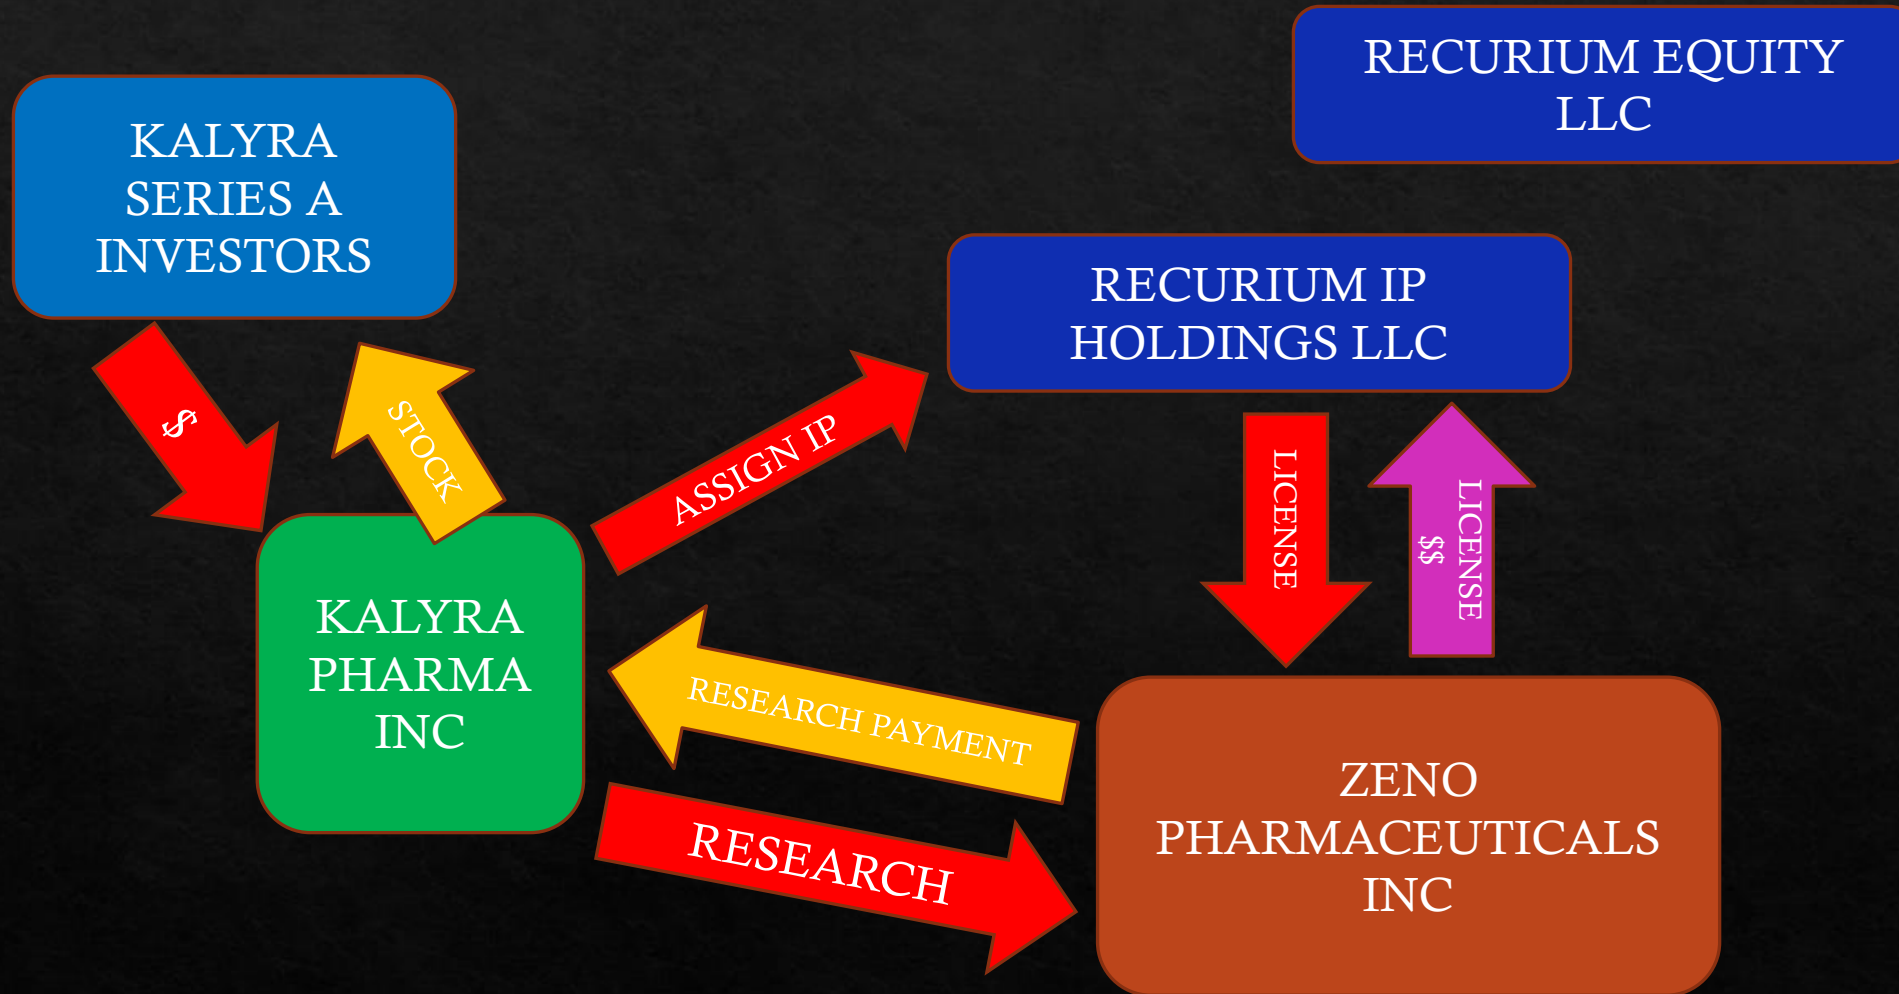 RECURIUM EQUITY
LLC
KALYRA
SERIES A
INVESTORS
RECURIUM IP
HOLDINGS LLC
$
STOCK
ASSIGN IP
LICENSE
LICENSE
$$
KALYRA
PHARMA
INC
RESEARCH PAYMENT
RESEARCH
ZENO
PHARMACEUTICALS
INC